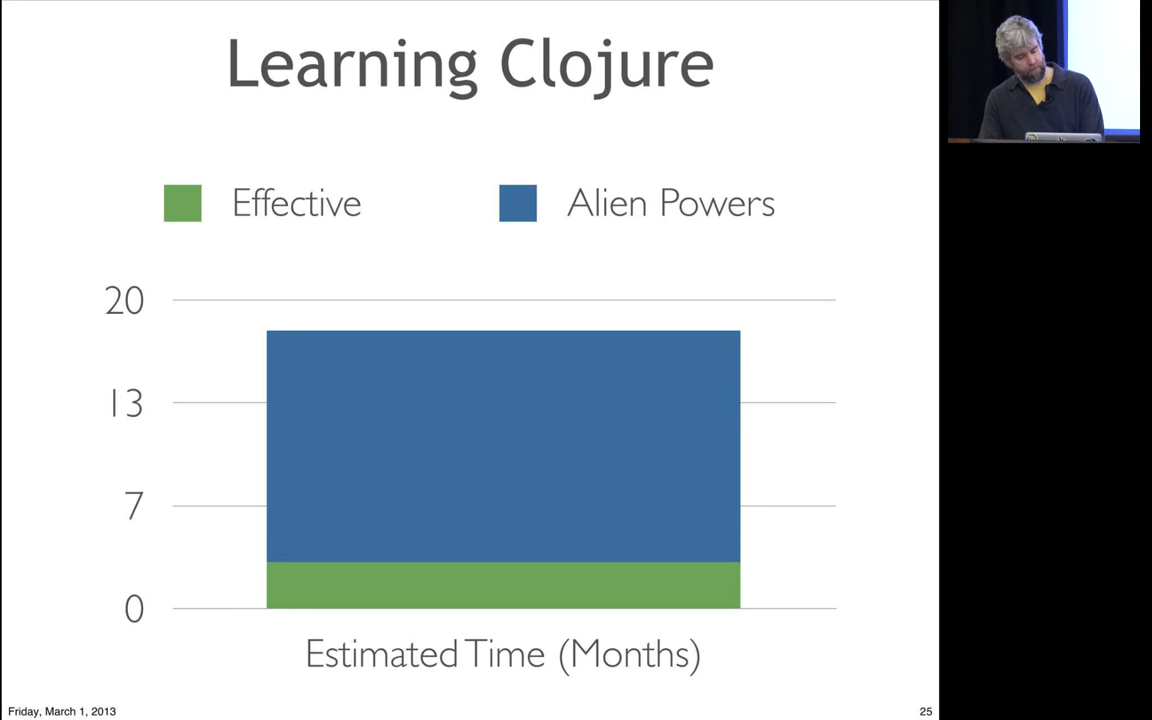 Learning Clojure
Effective
Alien Powers
20
13
7
0
Estimated Time (Months)
Friday, March 1, 2013
25